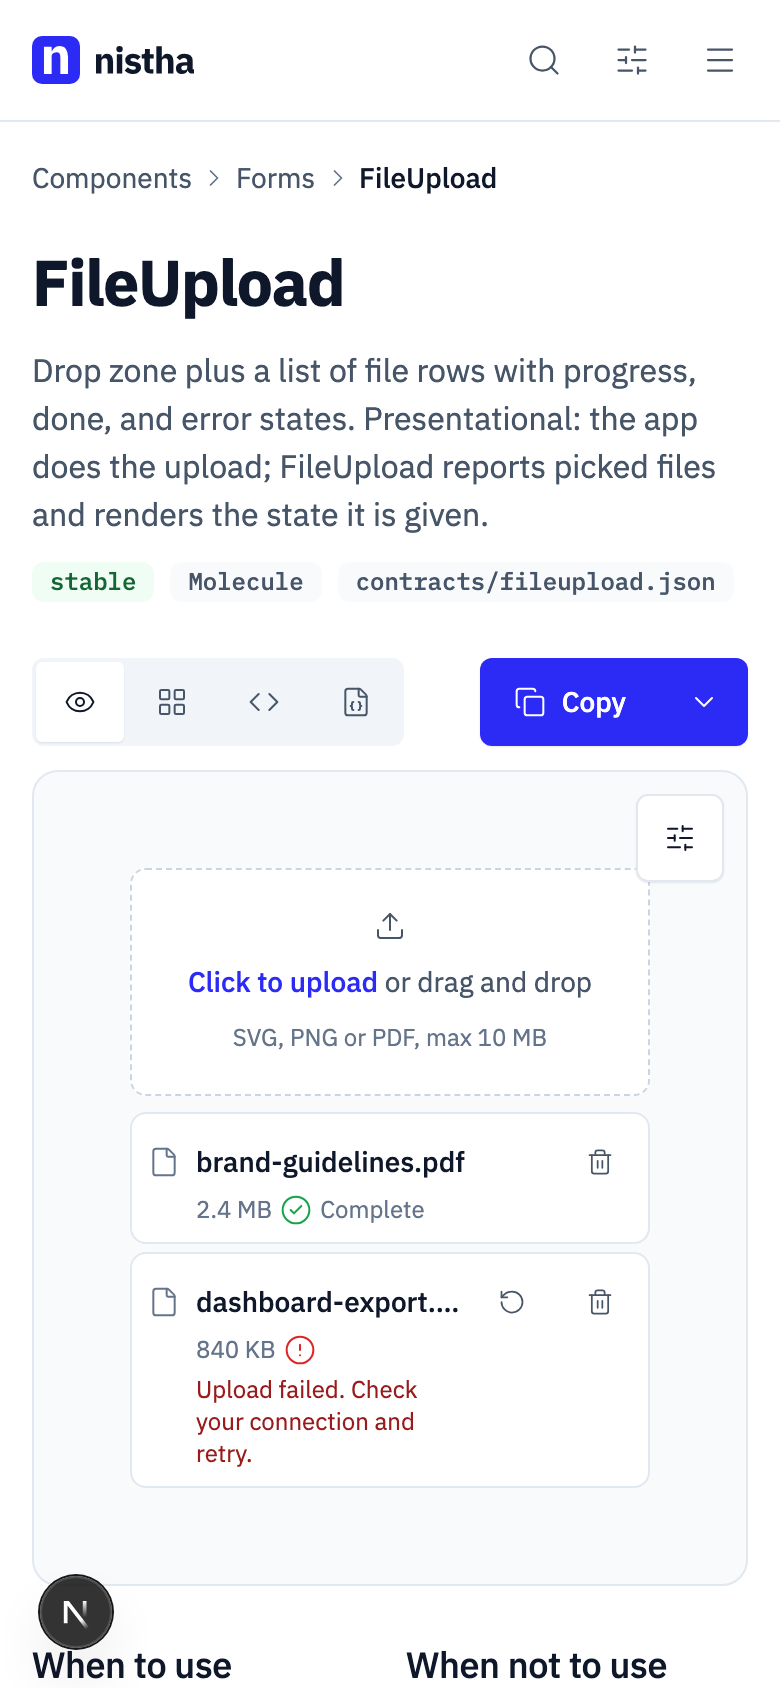 nistha
Components > Forms > FileUpload
FileUpload
Drop zone plus a list of file rows with progress,
done, and error states. Presentational: the app
does the upload; FileUpload reports picked files
and renders the state it is given.
stable Molecule contracts/fileupload.json
Copy
Click to upload or drag and drop
SVG, PNG or PDF, max 10 MB
brand-guidelines.pdf
2.4 MB Complete
dashboard-export....
840 KB
Upload failed. Check
your connection and
retry.
When to use
When not to use